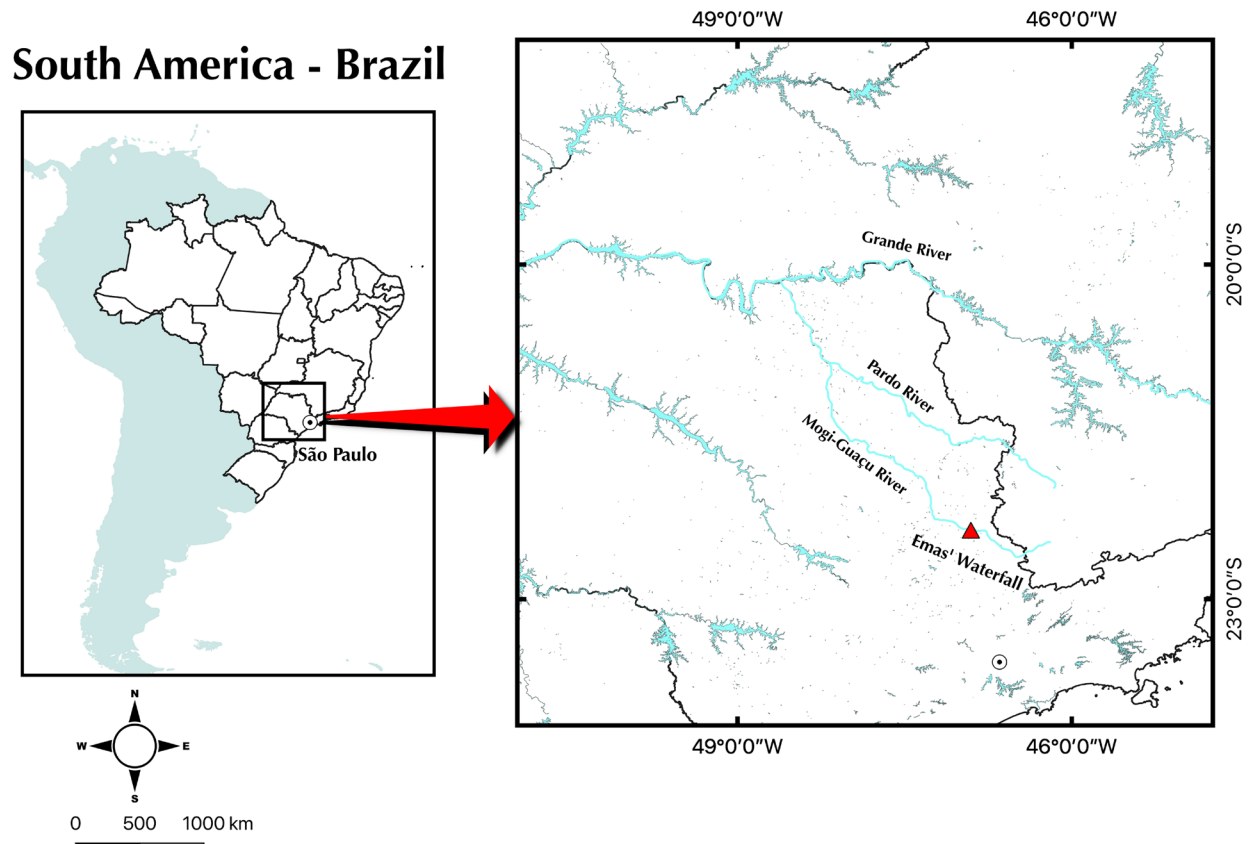 South America - Brazil
49°0'0"W
46°0'0"W
20°0'0"S
23°0'0"S
Grande River
Pardo River
Mogi-Guaçu River
Emas' Waterfall
49°0'0"W
46°0'0"W
São Paulo
N
W
E
S
0 500 1000 km